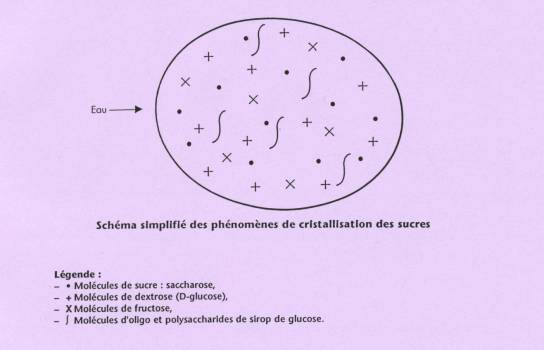 Eau
Schéma simplifié des phénomènes de cristallisation des sucres
Légende :
– • Molécules de sucre : saccharose,
– + Molécules de dextrose (D-glucose),
– X Molécules de fructose,
– ∫ Molécules d'oligo et polysaccharides de sirop de glucose.